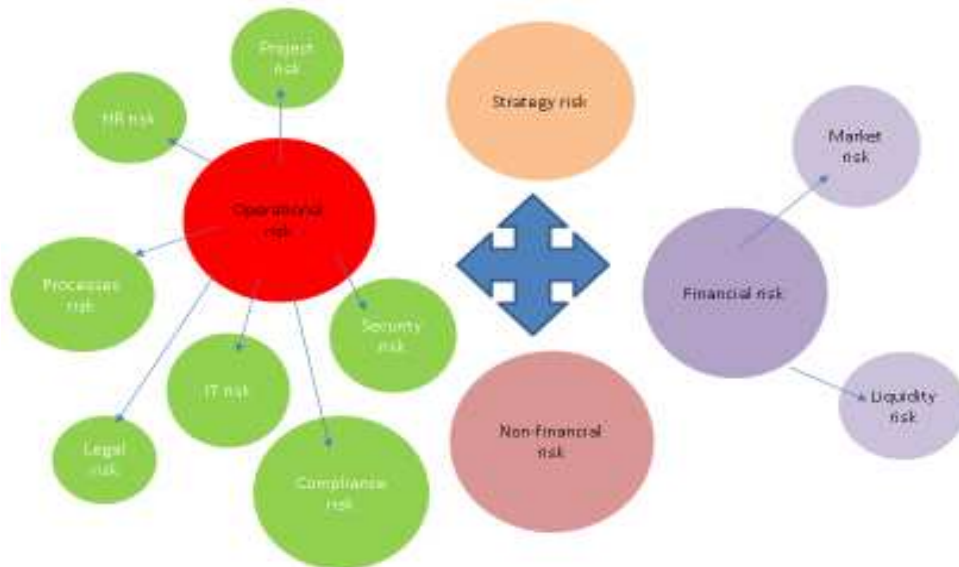 Project
risk
HR risk
Strategy risk
Market
risk
Operational
risk
Processes
risk
Financial risk
Security
risk
IT risk
Liquidity
risk
Non-financial
risk
Legal
risk
Compliance
risk